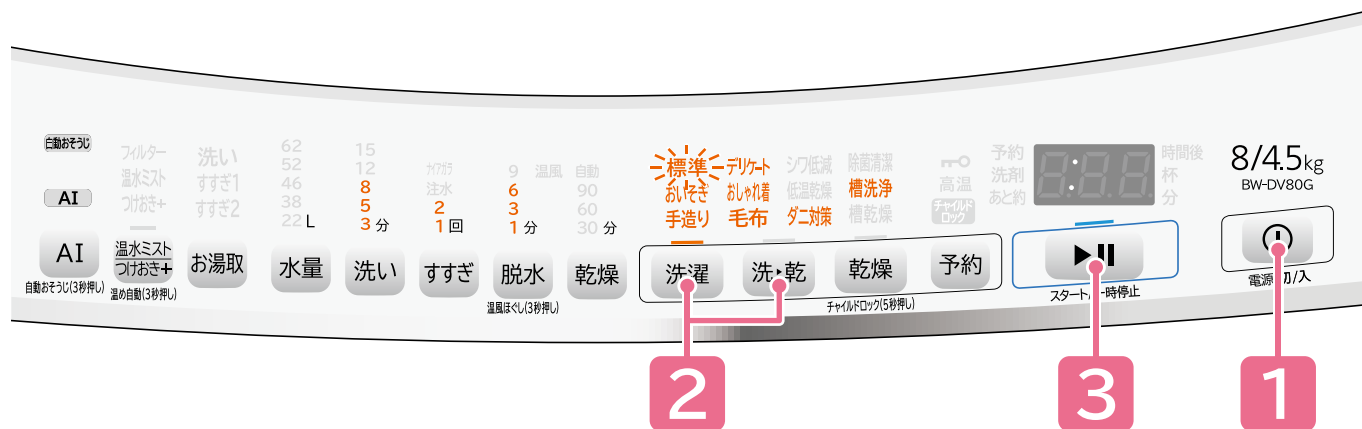 自動おそうじ
AI
AI
自動おそうじ(3秒押し)
フィルター
温水ミスト
つけおき+
温水ミスト
つけおき+
温め自動(3秒押し)
洗い
すすぎ1
すすぎ2
お湯取
62
52
46
38
22 L
水量
15
12
8
5
3 分
洗い
ナイアガラ
注水
2
1 回
すすぎ
9 温風
6
3
1 分
脱水
温風ほぐし(3秒押し)
自動
90
60
30 分
乾燥
標準 デリケート シワ低減 除菌清潔
おいそぎ おしゃれ着 低温乾燥 槽洗浄
手造り 毛布 ダニ対策 槽乾燥
洗濯
洗・乾
乾燥
予約
チャイルドロック(5秒押し)
高温
チャイルド
ロック
予約 8:88 時間後
洗剤 杯
あと約 分
スタート/一時停止
8/4.5kg
BW-DV80G
電源 切/入
2
3
1